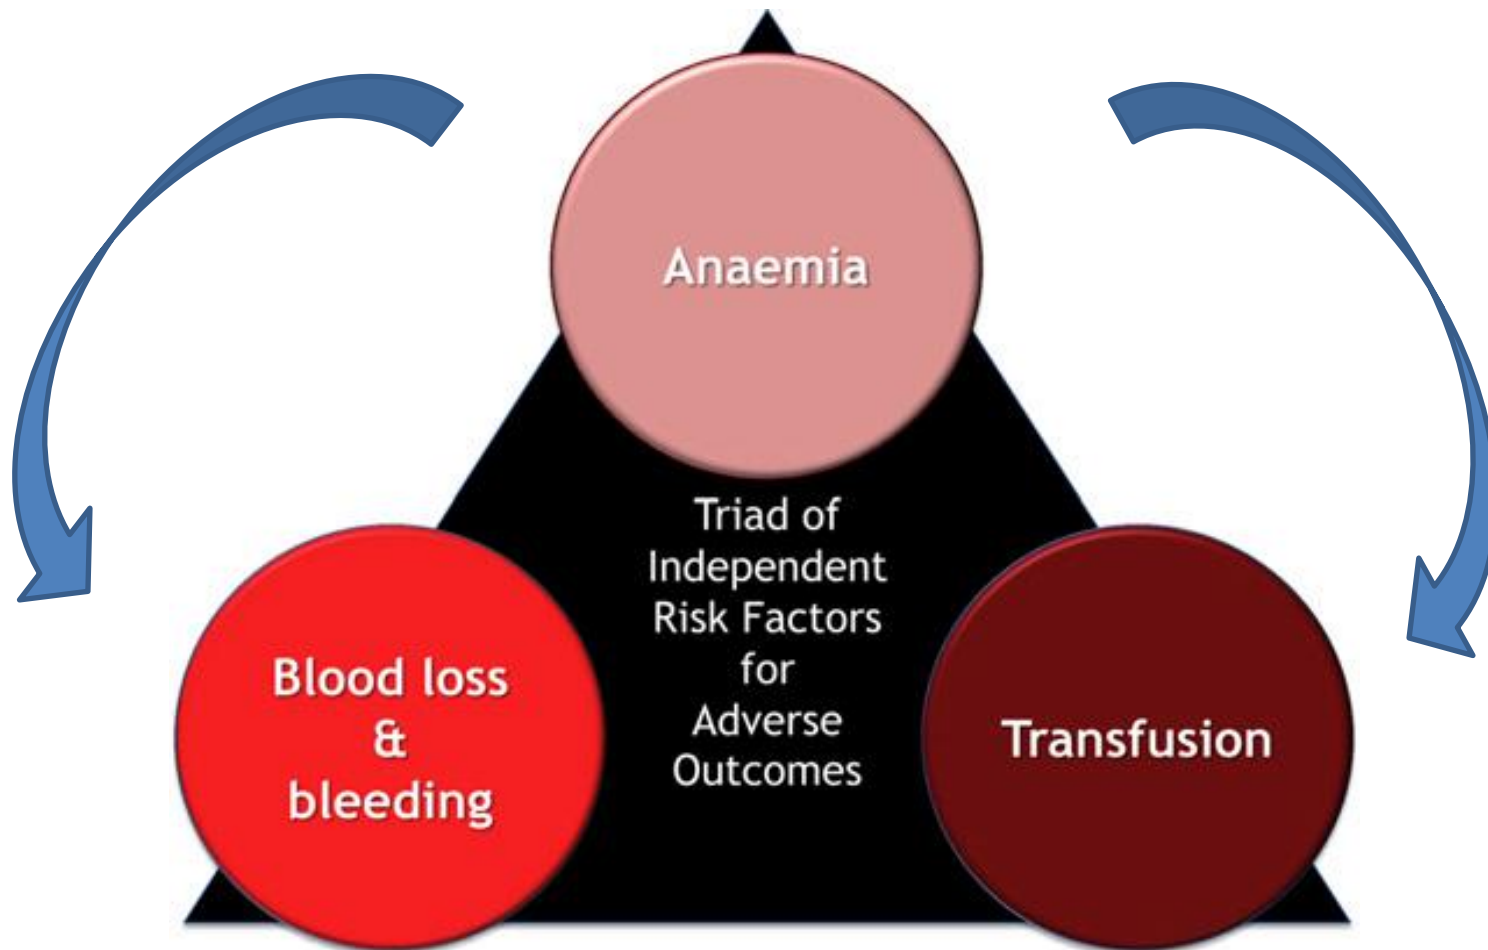 Anaemia
Triad of
Independent
Risk Factors
for
Adverse
Outcomes
Blood loss
&
bleeding
Transfusion